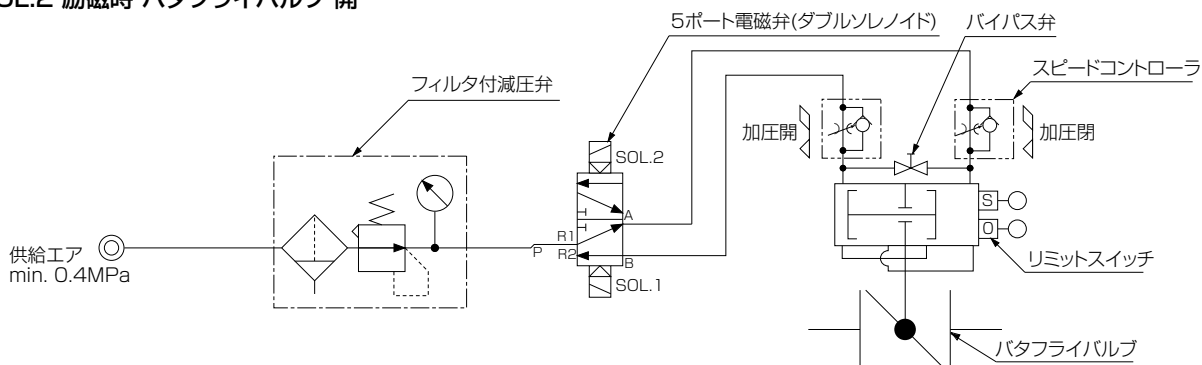 SOL.2 励磁時 バタフライバルブ 開
5ポート電磁弁(ダブルソレノイド)
バイパス弁
スピードコントローラ
フィルタ付減圧弁
加圧開
加圧閉
SOL.2
A
S
R1
O
供給エア
P
R2
B
リミットスイッチ
min. 0.4MPa
SOL.1
バタフライバルブ